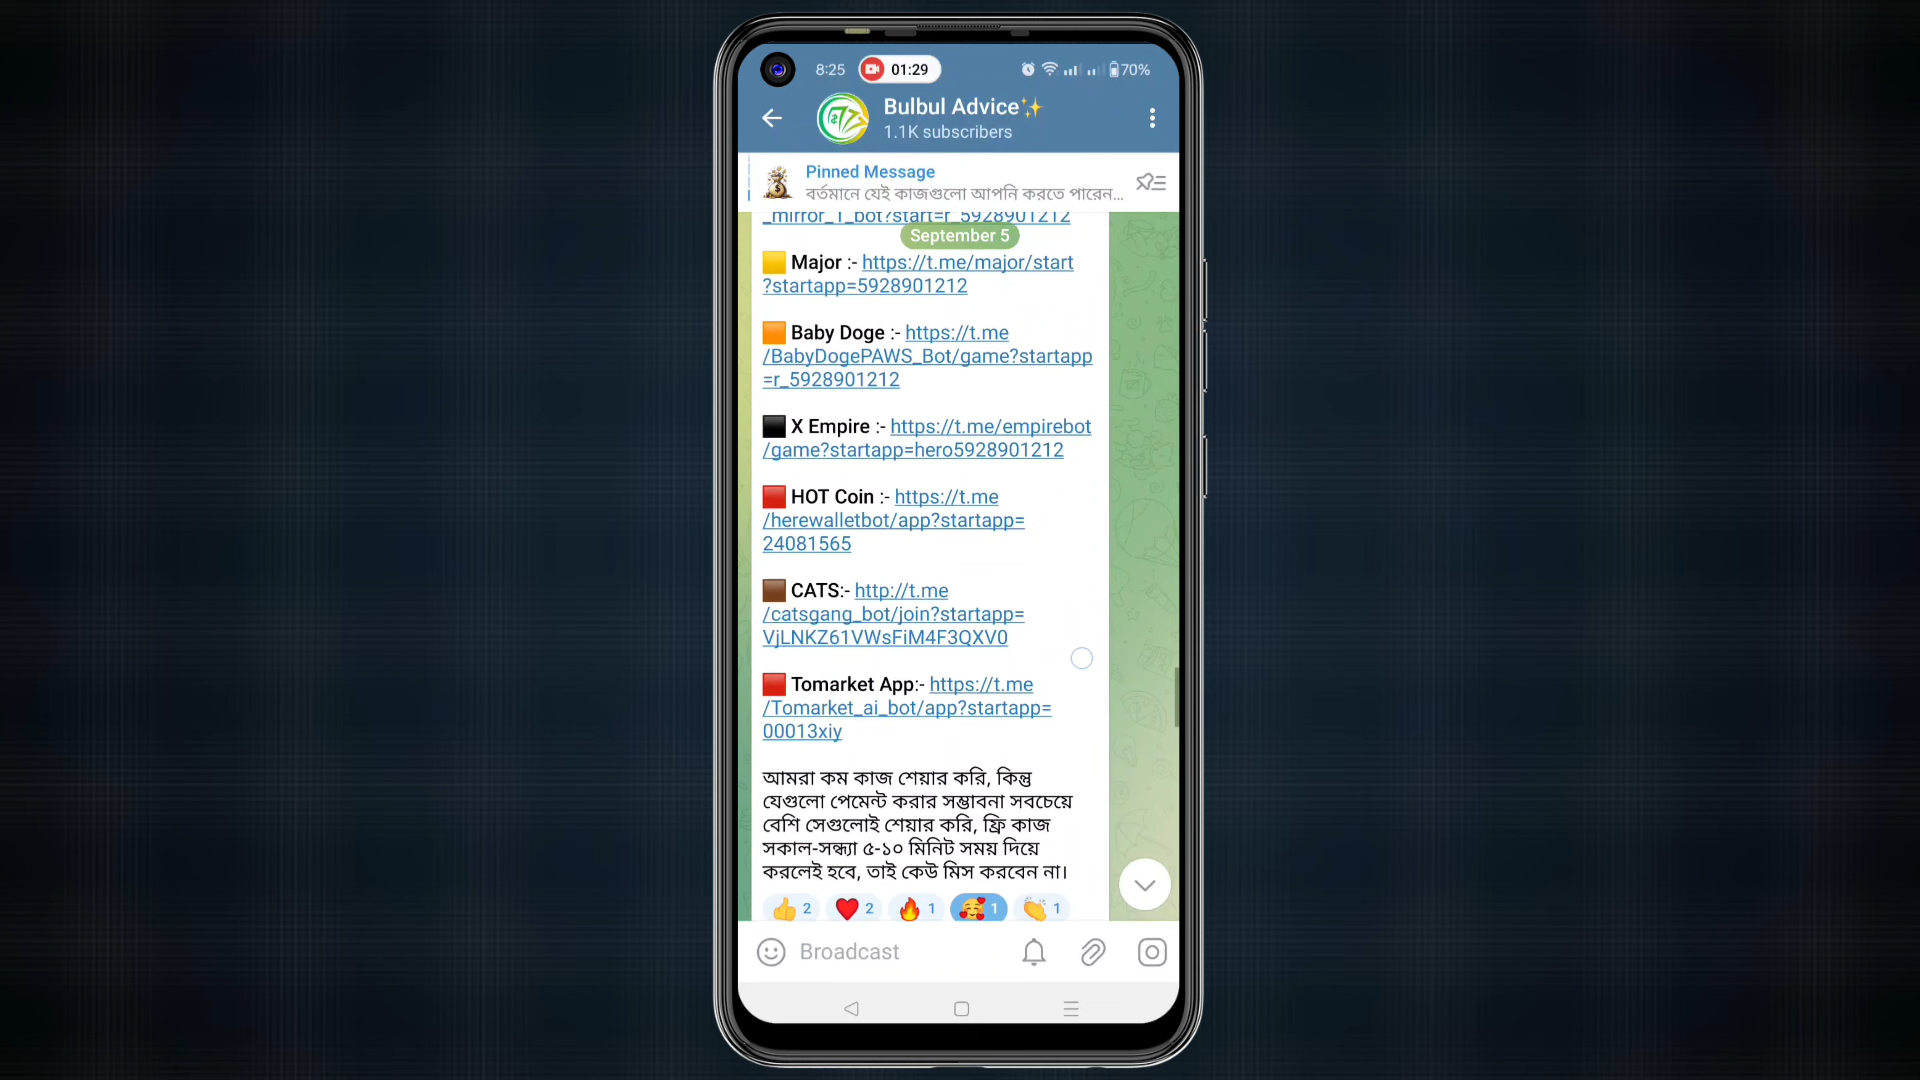 8:25
01:29
70%
Bulbul Advice✨
1.1K subscribers
Pinned Message
বর্তমানে যেই কাজগুলো আপনি করতে পারেন...
_mirror_1_bot?start=r_5928901212
September 5
🟨 Major :- https://t.me/major/start
?startapp=5928901212
🟧 Baby Doge :- https://t.me
/BabyDogePAWS_Bot/game?startapp
=r_5928901212
⬛ X Empire :- https://t.me/empirebot
/game?startapp=hero5928901212
🟥 HOT Coin :- https://t.me
/herewalletbot/app?startapp=
24081565
🟫 CATS:- http://t.me
/catsgang_bot/join?startapp=
VjLNKZ61VWsFiM4F3QXV0
🟥 Tomarket App:- https://t.me
/Tomarket_ai_bot/app?startapp=
00013xiy
আমরা কম কাজ শেয়ার করি, কিন্তু
যেগুলো পেমেন্ট করার সম্ভাবনা সবচেয়ে
বেশি সেগুলোই শেয়ার করি, ফ্রি কাজ
সকাল-সন্ধ্যা ৫-১০ মিনিট সময় দিয়ে
করলেই হবে, তাই কেউ মিস করবেন না।
👍 2 ❤️ 2 🔥 1 🥰 1 👏 1
Broadcast